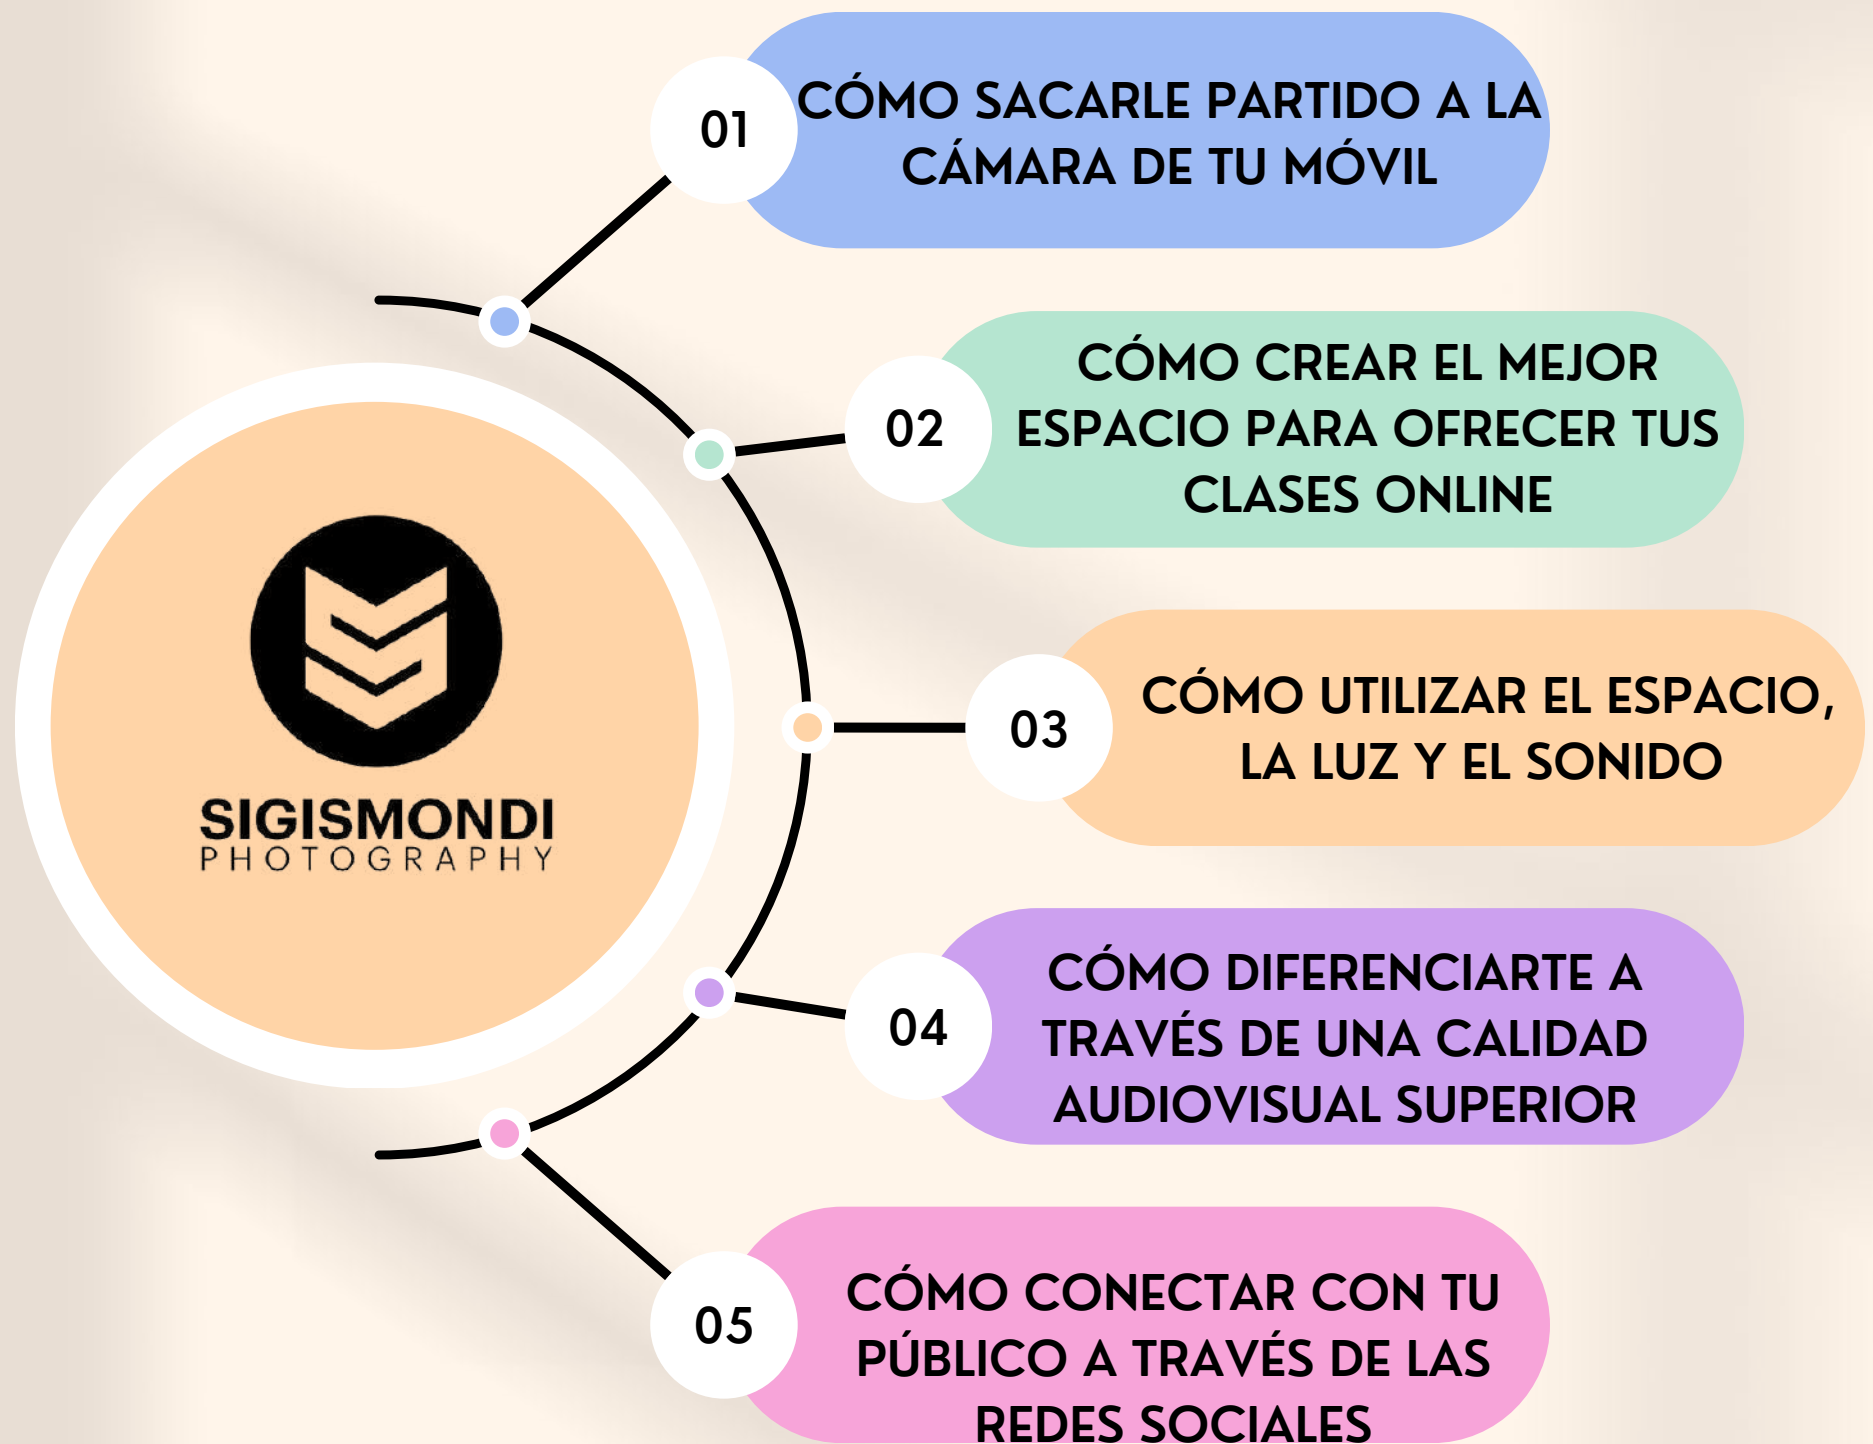 01
CÓMO SACARLE PARTIDO A LA
CÁMARA DE TU MÓVIL
02
CÓMO CREAR EL MEJOR
ESPACIO PARA OFRECER TUS
CLASES ONLINE
SIGISMONDI
PHOTOGRAPHY
03
CÓMO UTILIZAR EL ESPACIO,
LA LUZ Y EL SONIDO
04
CÓMO DIFERENCIARTE A
TRAVÉS DE UNA CALIDAD
AUDIOVISUAL SUPERIOR
05
CÓMO CONECTAR CON TU
PÚBLICO A TRAVÉS DE LAS
REDES SOCIALES